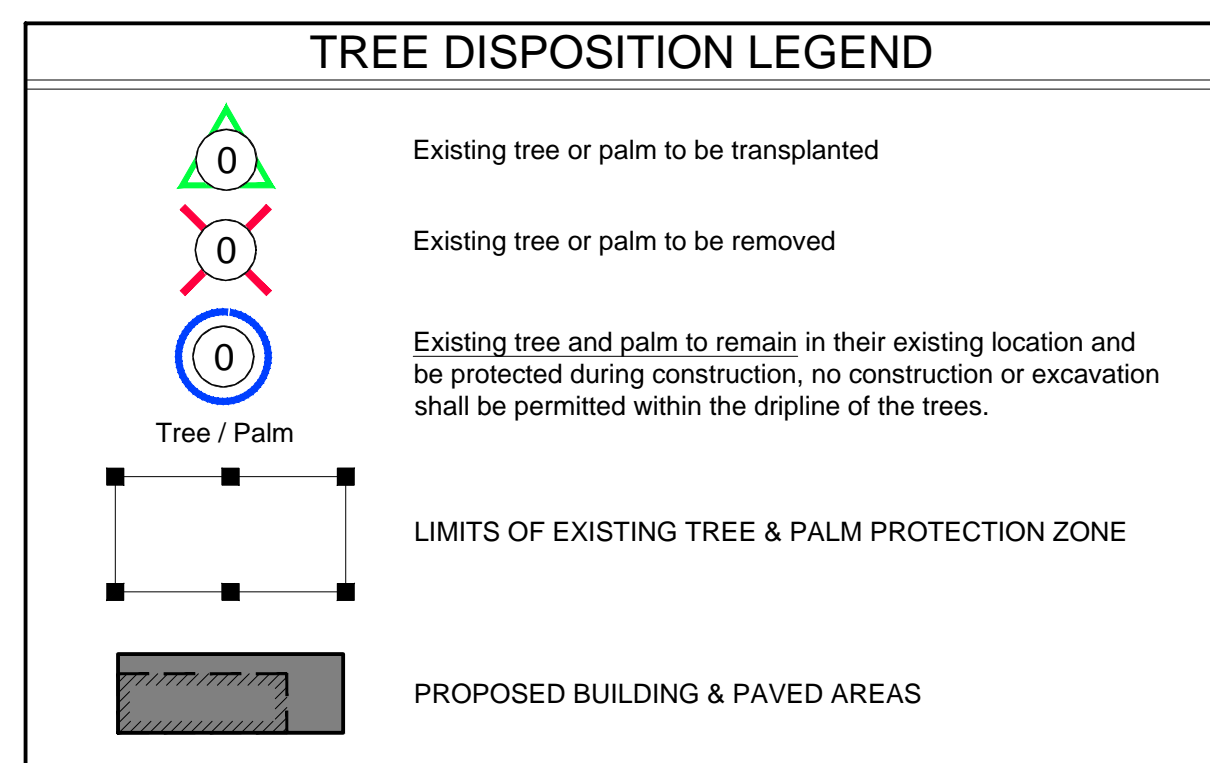 TREE DISPOSITION LEGEND
0
Existing tree or palm to be transplanted
0
Existing tree or palm to be removed
0
Existing tree and palm to remain in their existing location and
be protected during construction, no construction or excavation
shall be permitted within the dripline of the trees.
Tree / Palm
LIMITS OF EXISTING TREE & PALM PROTECTION ZONE
PROPOSED BUILDING & PAVED AREAS